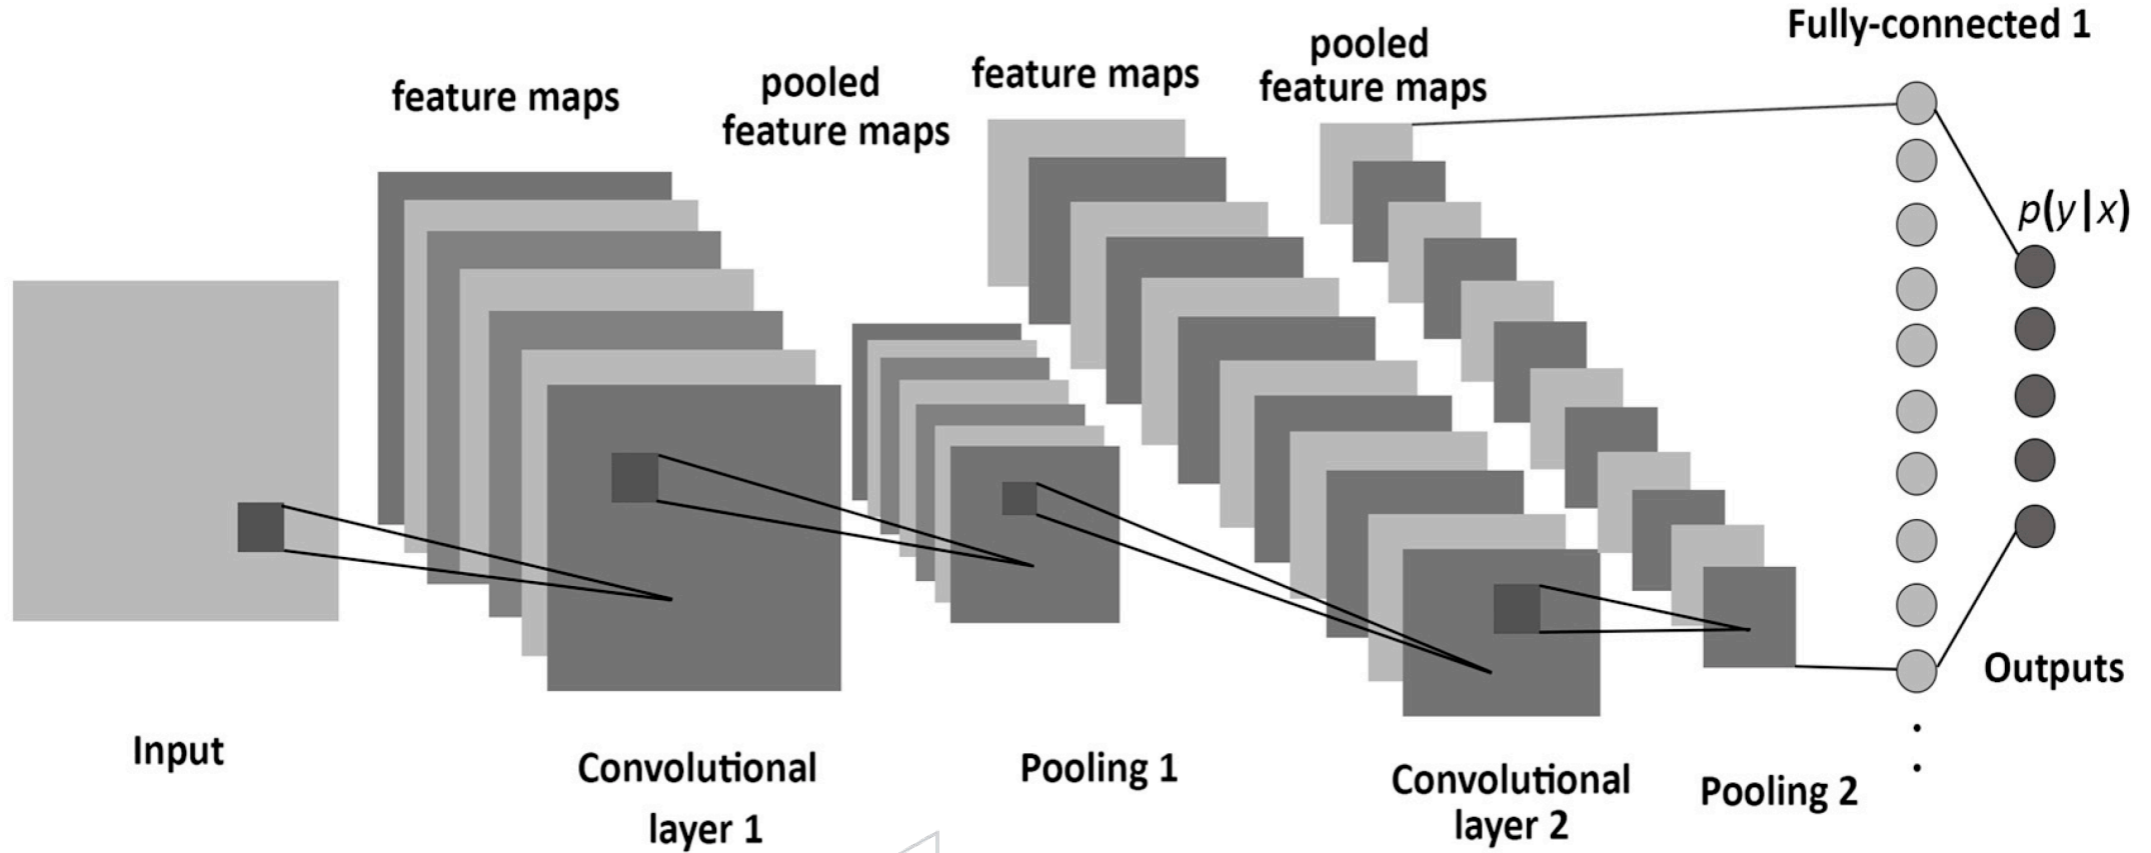 Fully-connected 1
feature maps
pooled
feature maps
feature maps
pooled
feature maps
p(y|x)
Outputs
Input
Convolutional
layer 1
Pooling 1
Convolutional
layer 2
Pooling 2